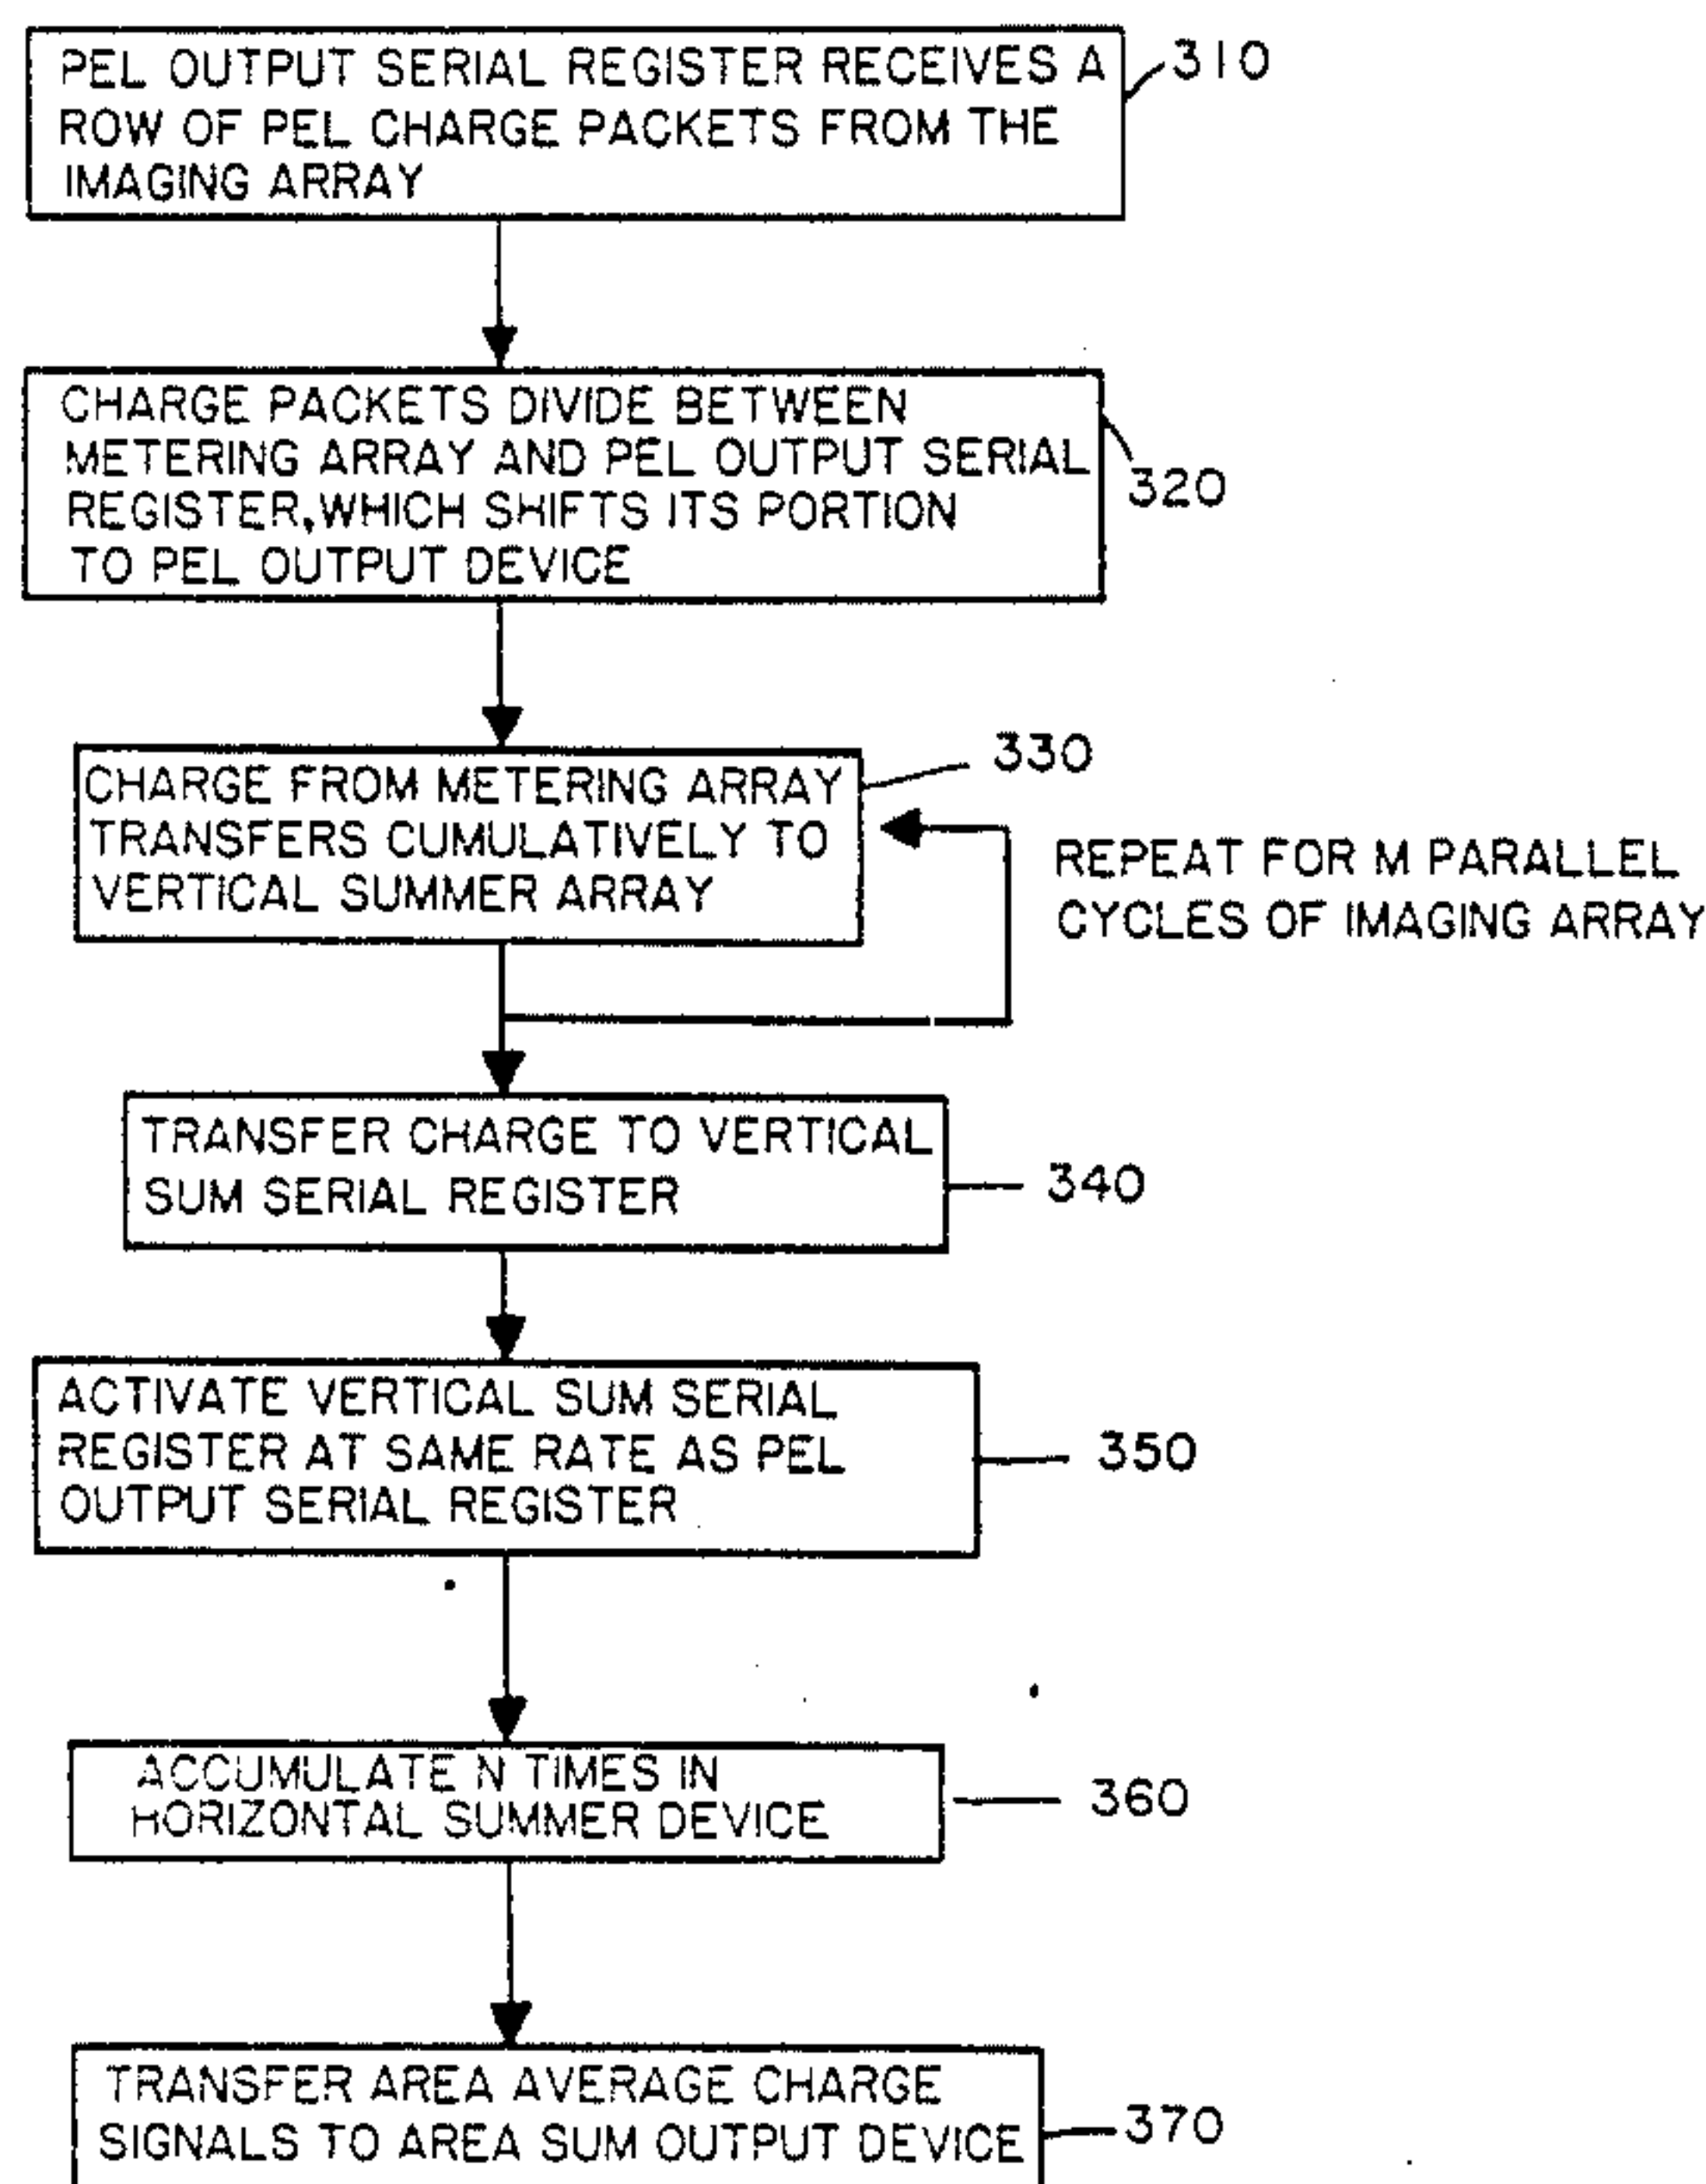 PEL OUTPUT SERIAL REGISTER RECEIVES A
ROW OF PEL CHARGE PACKETS FROM THE
IMAGING ARRAY
310
CHARGE PACKETS DIVIDE BETWEEN
METERING ARRAY AND PEL OUTPUT SERIAL
REGISTER, WHICH SHIFTS ITS PORTION
TO PEL OUTPUT DEVICE
320
CHARGE FROM METERING ARRAY
TRANSFERS CUMULATIVELY TO
VERTICAL SUMMER ARRAY
330
REPEAT FOR M PARALLEL
CYCLES OF IMAGING ARRAY
TRANSFER CHARGE TO VERTICAL
SUM SERIAL REGISTER
340
ACTIVATE VERTICAL SUM SERIAL
REGISTER AT SAME RATE AS PEL
OUTPUT SERIAL REGISTER
350
ACCUMULATE N TIMES IN
HORIZONTAL SUMMER DEVICE
360
TRANSFER AREA AVERAGE CHARGE
SIGNALS TO AREA SUM OUTPUT DEVICE
370